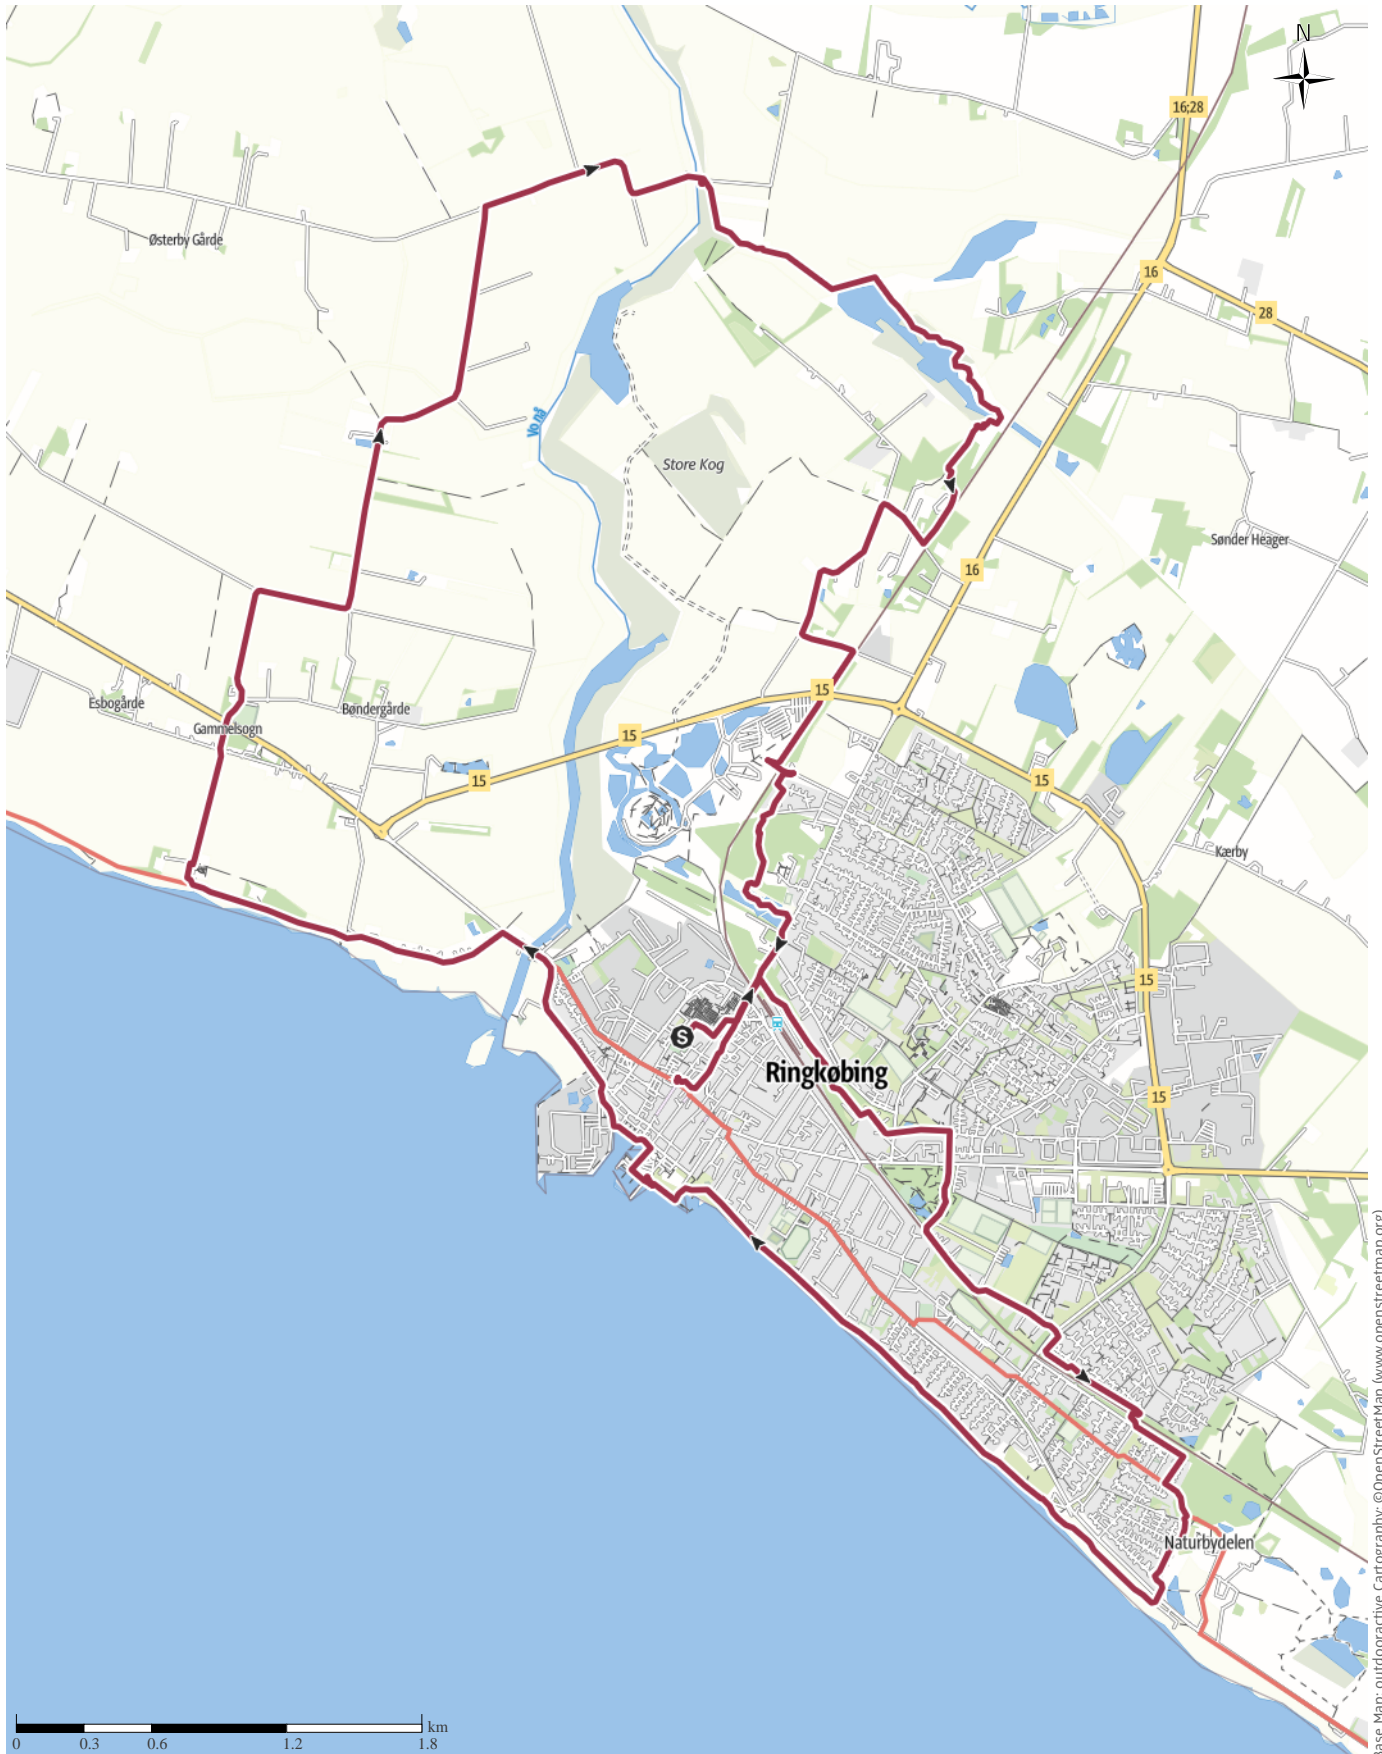 N
16;28
Østerby Gårde
16
28
Vonå
Store Kog
Sønder Heager
16
Esbogårde
Bøndergårde
15
Gammelsogn
15
15
15
Kærby
15
S
Ringkøbing
15
Naturbydelen
km
0
0.3
0.6
1.2
1.8
Base Map: outdooractive Cartography; ©OpenStreetMap (www.openstreetmap.org)